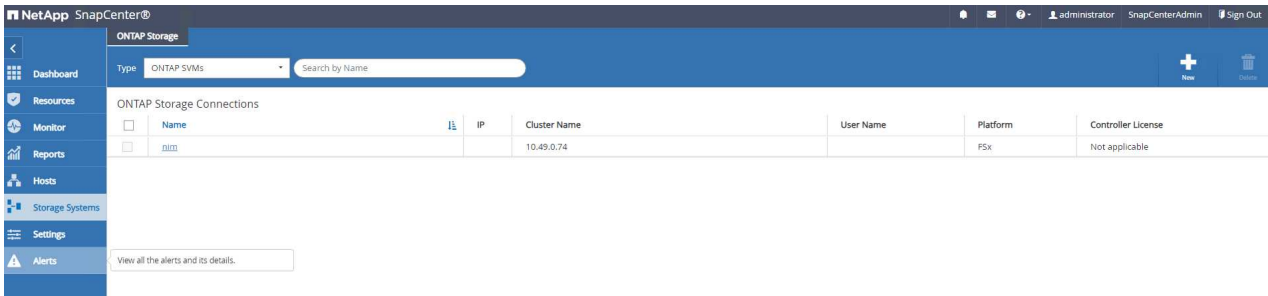 NetApp SnapCenter®
administrator SnapCenterAdmin Sign Out
ONTAP Storage
Type ONTAP SVMs Search by Name
New
Delete
Dashboard
Resources
Monitor
Reports
Hosts
Storage Systems
Settings
Alerts
ONTAP Storage Connections
Name IP Cluster Name User Name Platform Controller License
nim 10.49.0.74 FSx Not applicable
View all the alerts and its details.